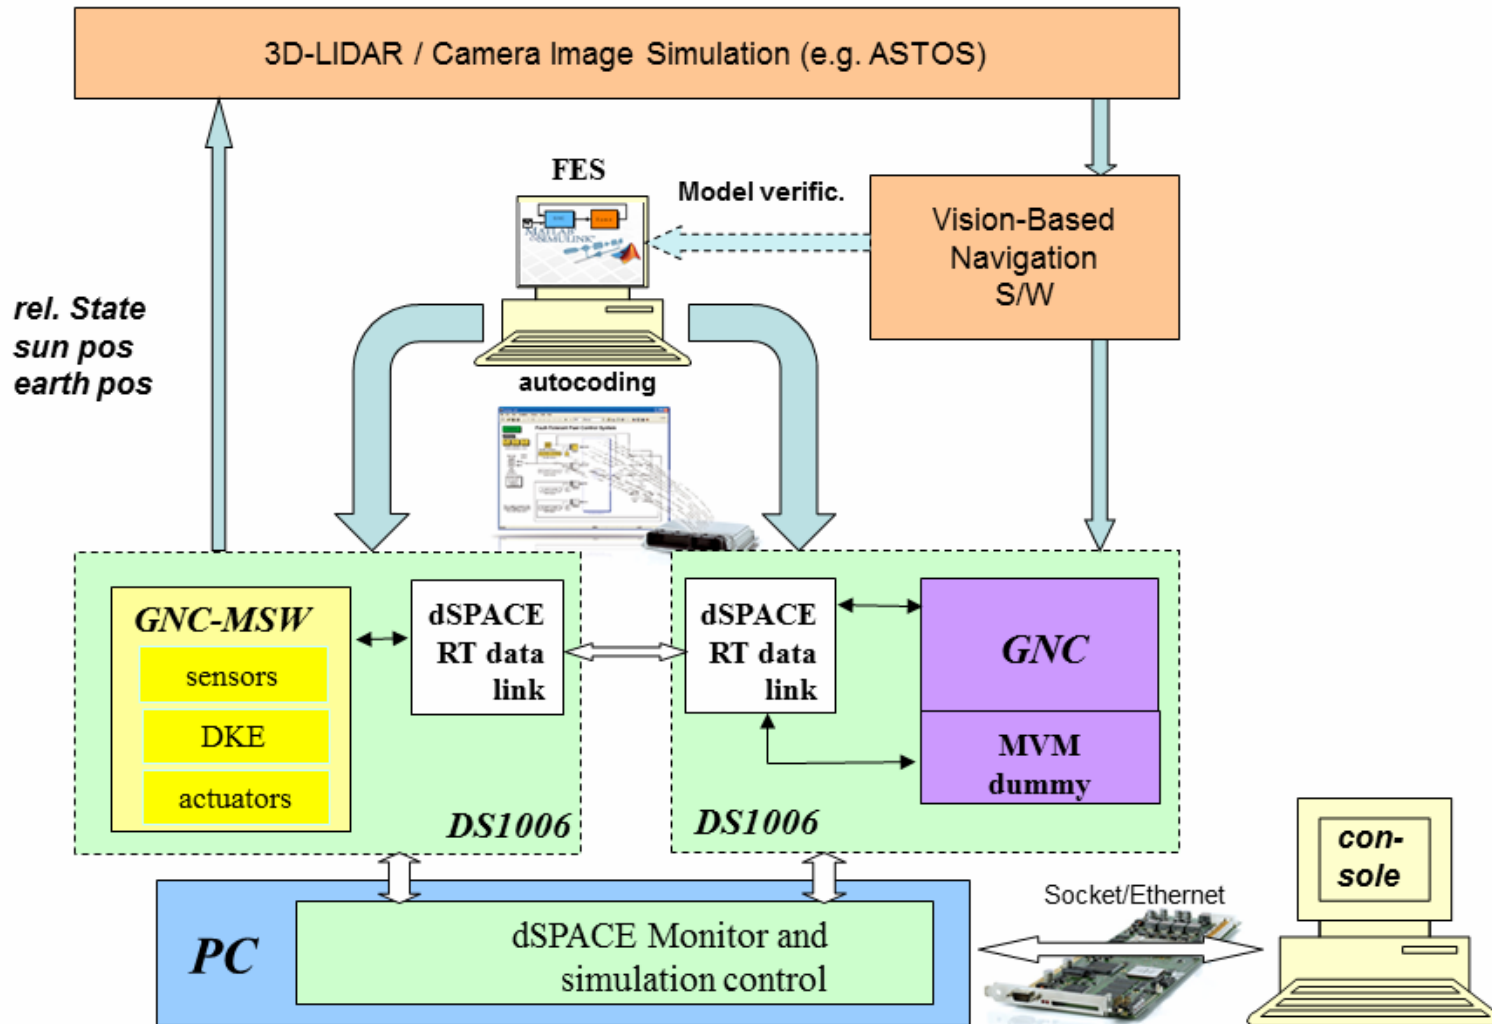 3D-LIDAR / Camera Image Simulation (e.g. ASTOS)
FES
Model verific.
Vision-Based
Navigation
S/W
MATLAB
SIMULINK
rel. State
sun pos
earth pos
autocoding
GNC-MSW
sensors
DKE
actuators
dSPACE
RT data
link
DS1006
dSPACE
RT data
link
GNC
MVM
dummy
DS1006
PC
dSPACE Monitor and
simulation control
Socket/Ethernet
con-
sole